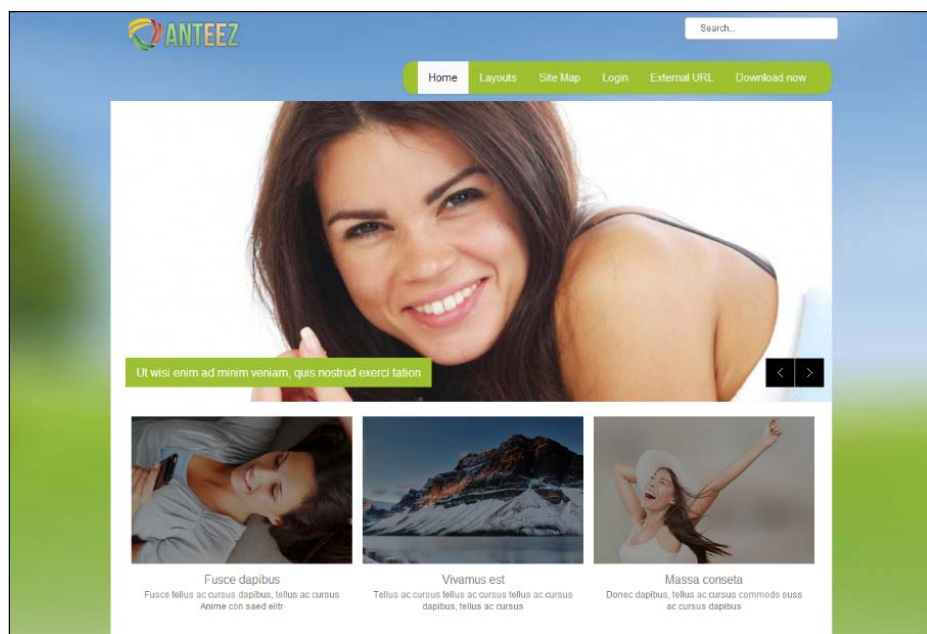 ANTEEZ
Search...
Home Layouts Site Map Login External URL Download now
Ut wisi enim ad minim veniam, quis nostrud exerci tation
Fusce dapibus
Fusce tellus ac cursus dapibus, tellus ac cursus
Anime con saed elitr
Vivamus est
Tellus ac cursus tellus ac cursus tellus ac cursus
dapibus, tellus ac cursus
Massa conseta
Donec dapibus, tellus ac cursus commodo suss
ac cursus dapibus